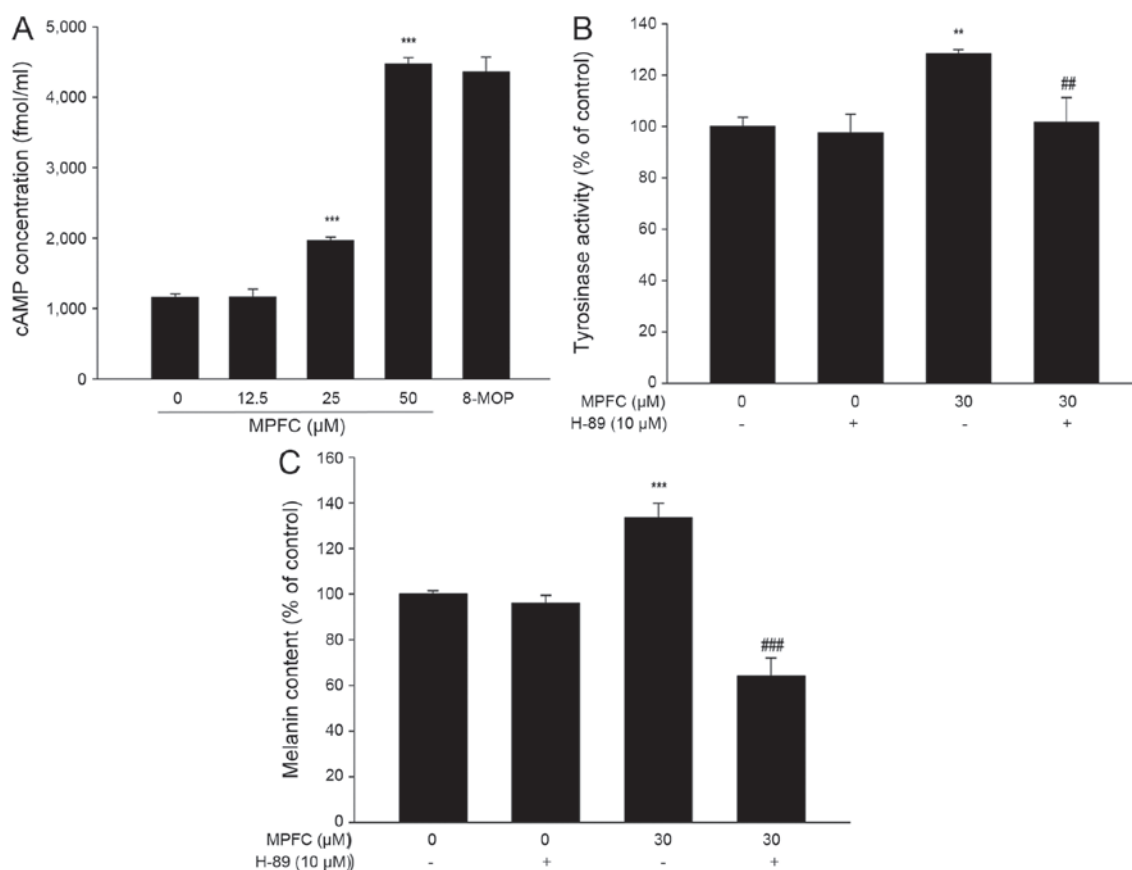 A
cAMP concentration (fmol/ml)
5,000
4,000
3,000
2,000
1,000
0
***
***
0 12.5 25 50 8-MOP
MPFC (µM)
B
Tyrosinase activity (% of control)
140
120
100
80
60
40
20
0
**
##
MPFC (µM) 0 0 30 30
H-89 (10 µM) - + - +
C
Melanin content (% of control)
160
140
120
100
80
60
40
20
0
***
###
MPFC (µM) 0 0 30 30
H-89 (10 µM) - + - +